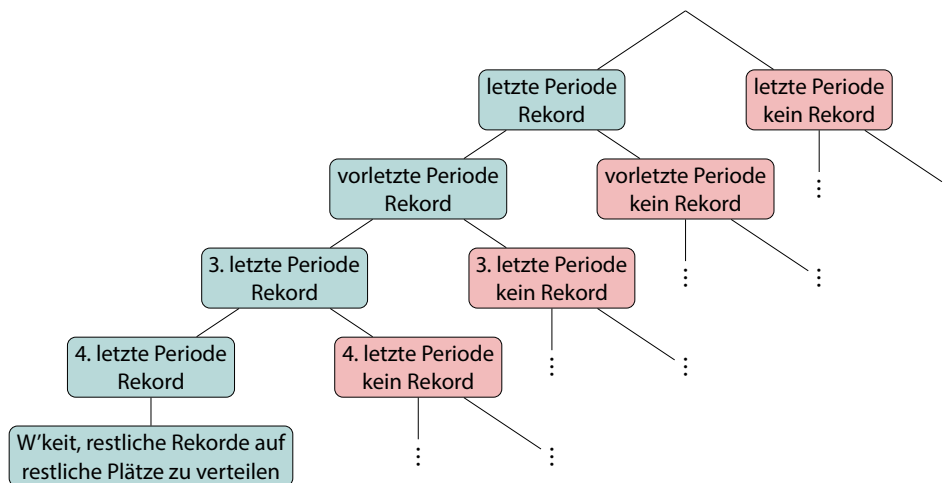 letzte Periode
Rekord
letzte Periode
kein Rekord
vorletzte Periode
Rekord
vorletzte Periode
kein Rekord
3. letzte Periode
Rekord
3. letzte Periode
kein Rekord
4. letzte Periode
Rekord
4. letzte Periode
kein Rekord
W'keit, restliche Rekorde auf
restliche Plätze zu verteilen